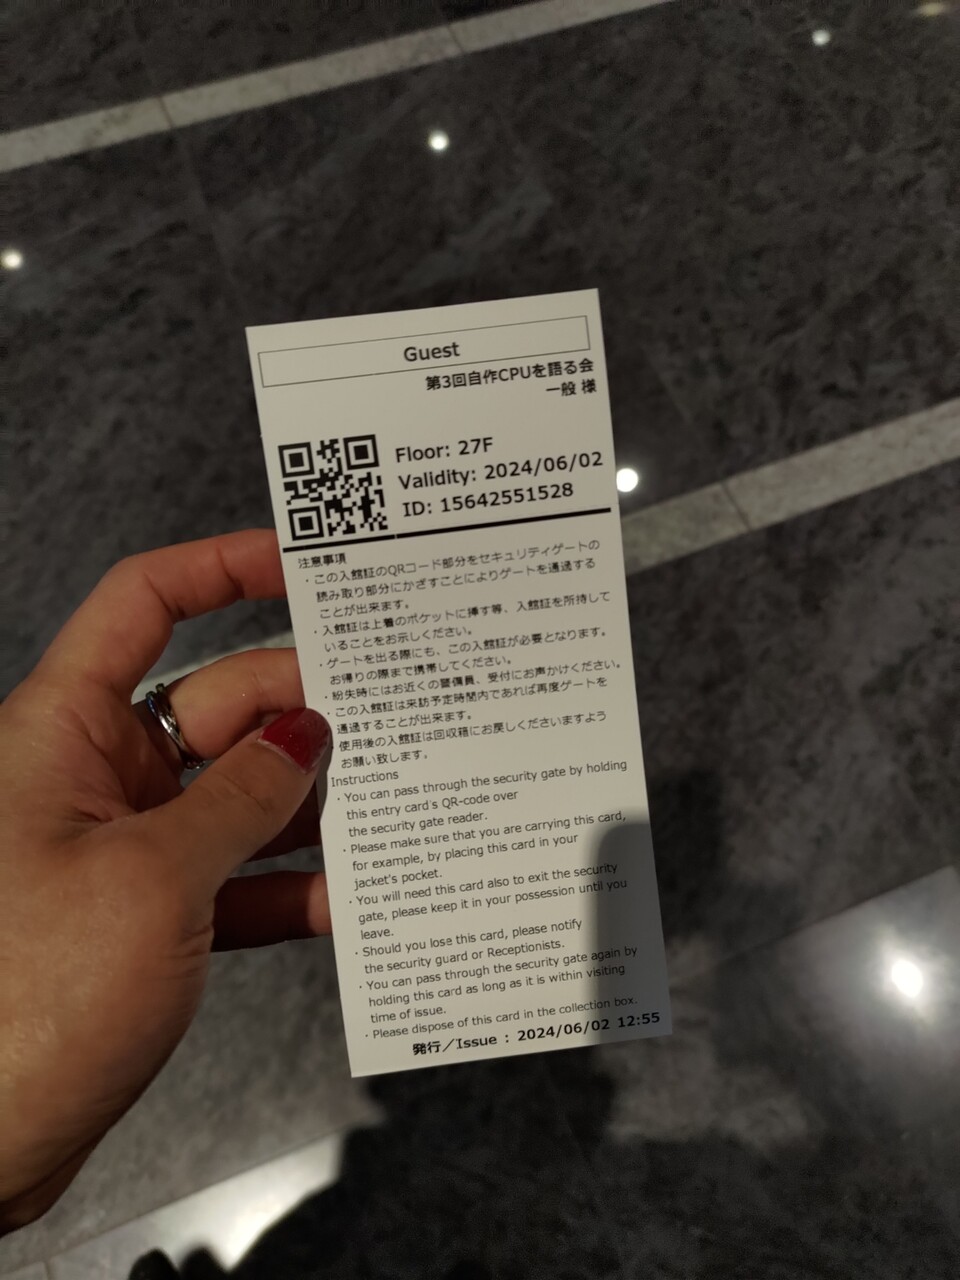 Guest
第3回自作CPUを語る会
一般 様
Floor: 27F
Validity: 2024/06/02
ID: 15642551528
注意事項
・この入館証のQRコード部分をセキュリティゲートの
読み取り部分にかざすことによりゲートを通過する
ことが出来ます。
・入館証は上着のポケットに挿す等、入館証を所持して
いることをお示しください。
・ゲートを出る際にも、この入館証が必要となります。
お帰りの際まで携帯してください。
・紛失時にはお近くの警備員、受付にお声かけください。
・この入館証は来訪予定時間内であれば再度ゲートを
通過することが出来ます。
使用後の入館証は回収箱にお戻しくださいますよう
お願い致します。
Instructions
・You can pass through the security gate by holding
this entry card's QR-code over
the security gate reader.
・Please make sure that you are carrying this card,
for example, by placing this card in your
jacket's pocket.
・You will need this card also to exit the security
gate, please keep it in your possession until you
leave.
・Should you lose this card, please notify
the security guard or Receptionists.
・You can pass through the security gate again by
holding this card as long as it is within visiting
time of issue.
・Please dispose of this card in the collection box.
発行／Issue : 2024/06/02 12:55